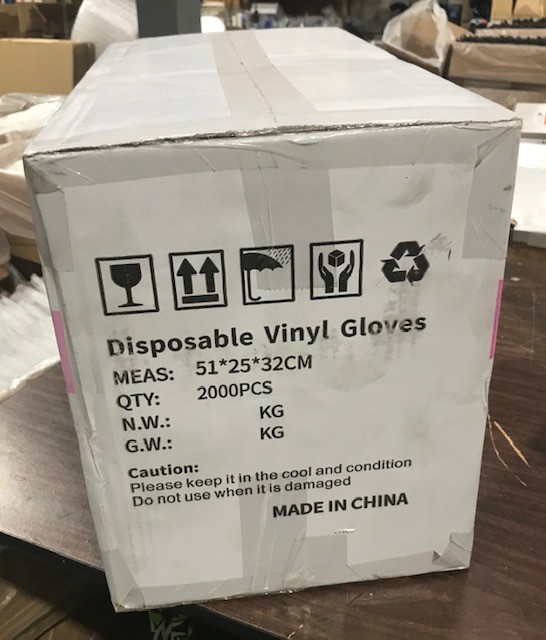 Disposable Vinyl Gloves
MEAS: 51*25*32CM
QTY: 2000PCS
N.W.: KG
G.W.: KG
Caution:
Please keep it in the cool and condition
Do not use when it is damaged
MADE IN CHINA